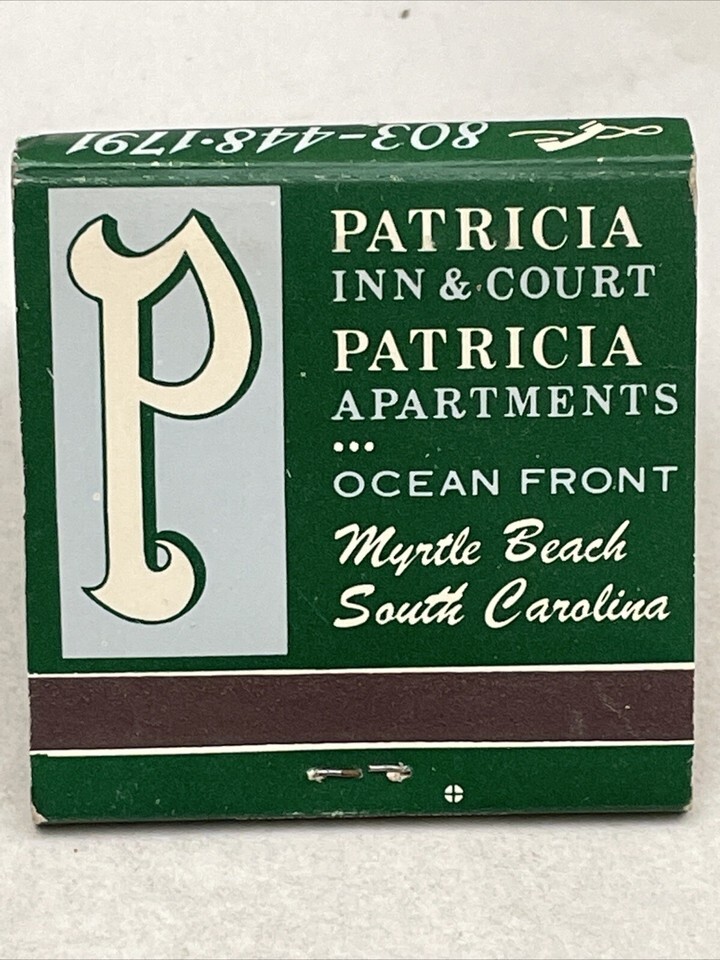 803-448·1791
P
PATRICIA
INN & COURT
PATRICIA
APARTMENTS
...
OCEAN FRONT
Myrtle Beach
South Carolina